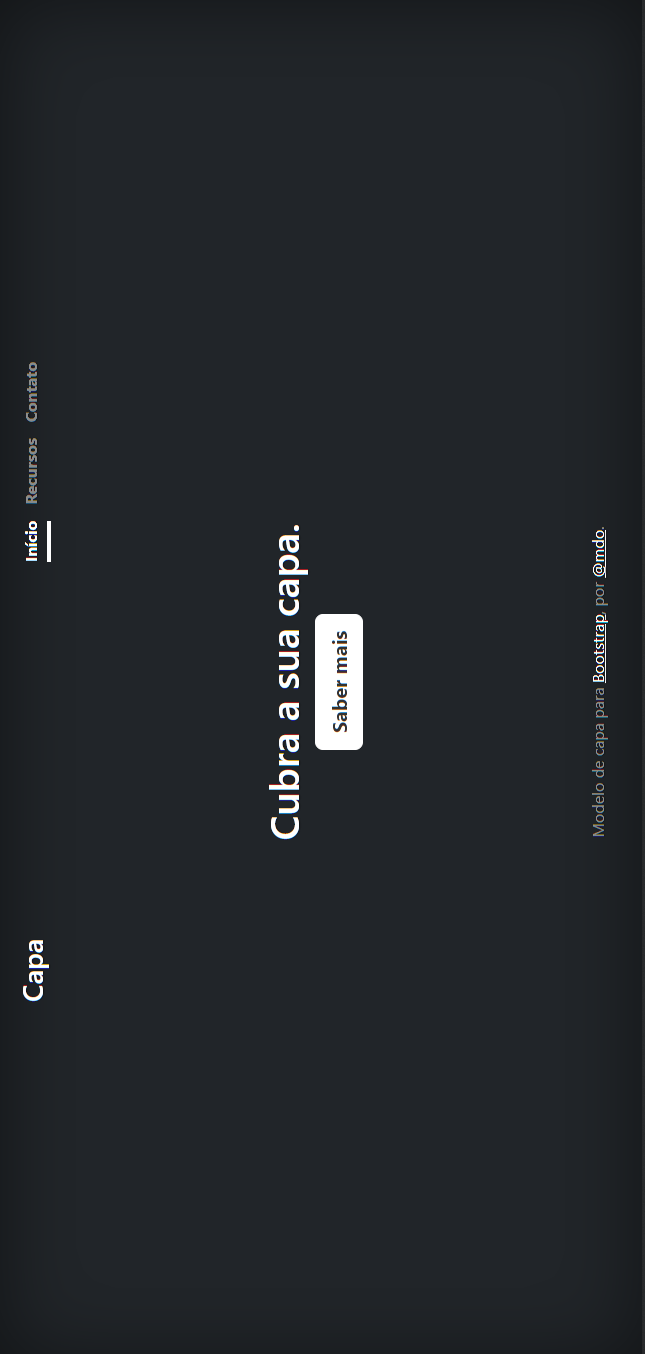 Capa
Início Recursos Contato
Cubra a sua capa.
Saber mais
Modelo de capa para Bootstrap, por @mdo.